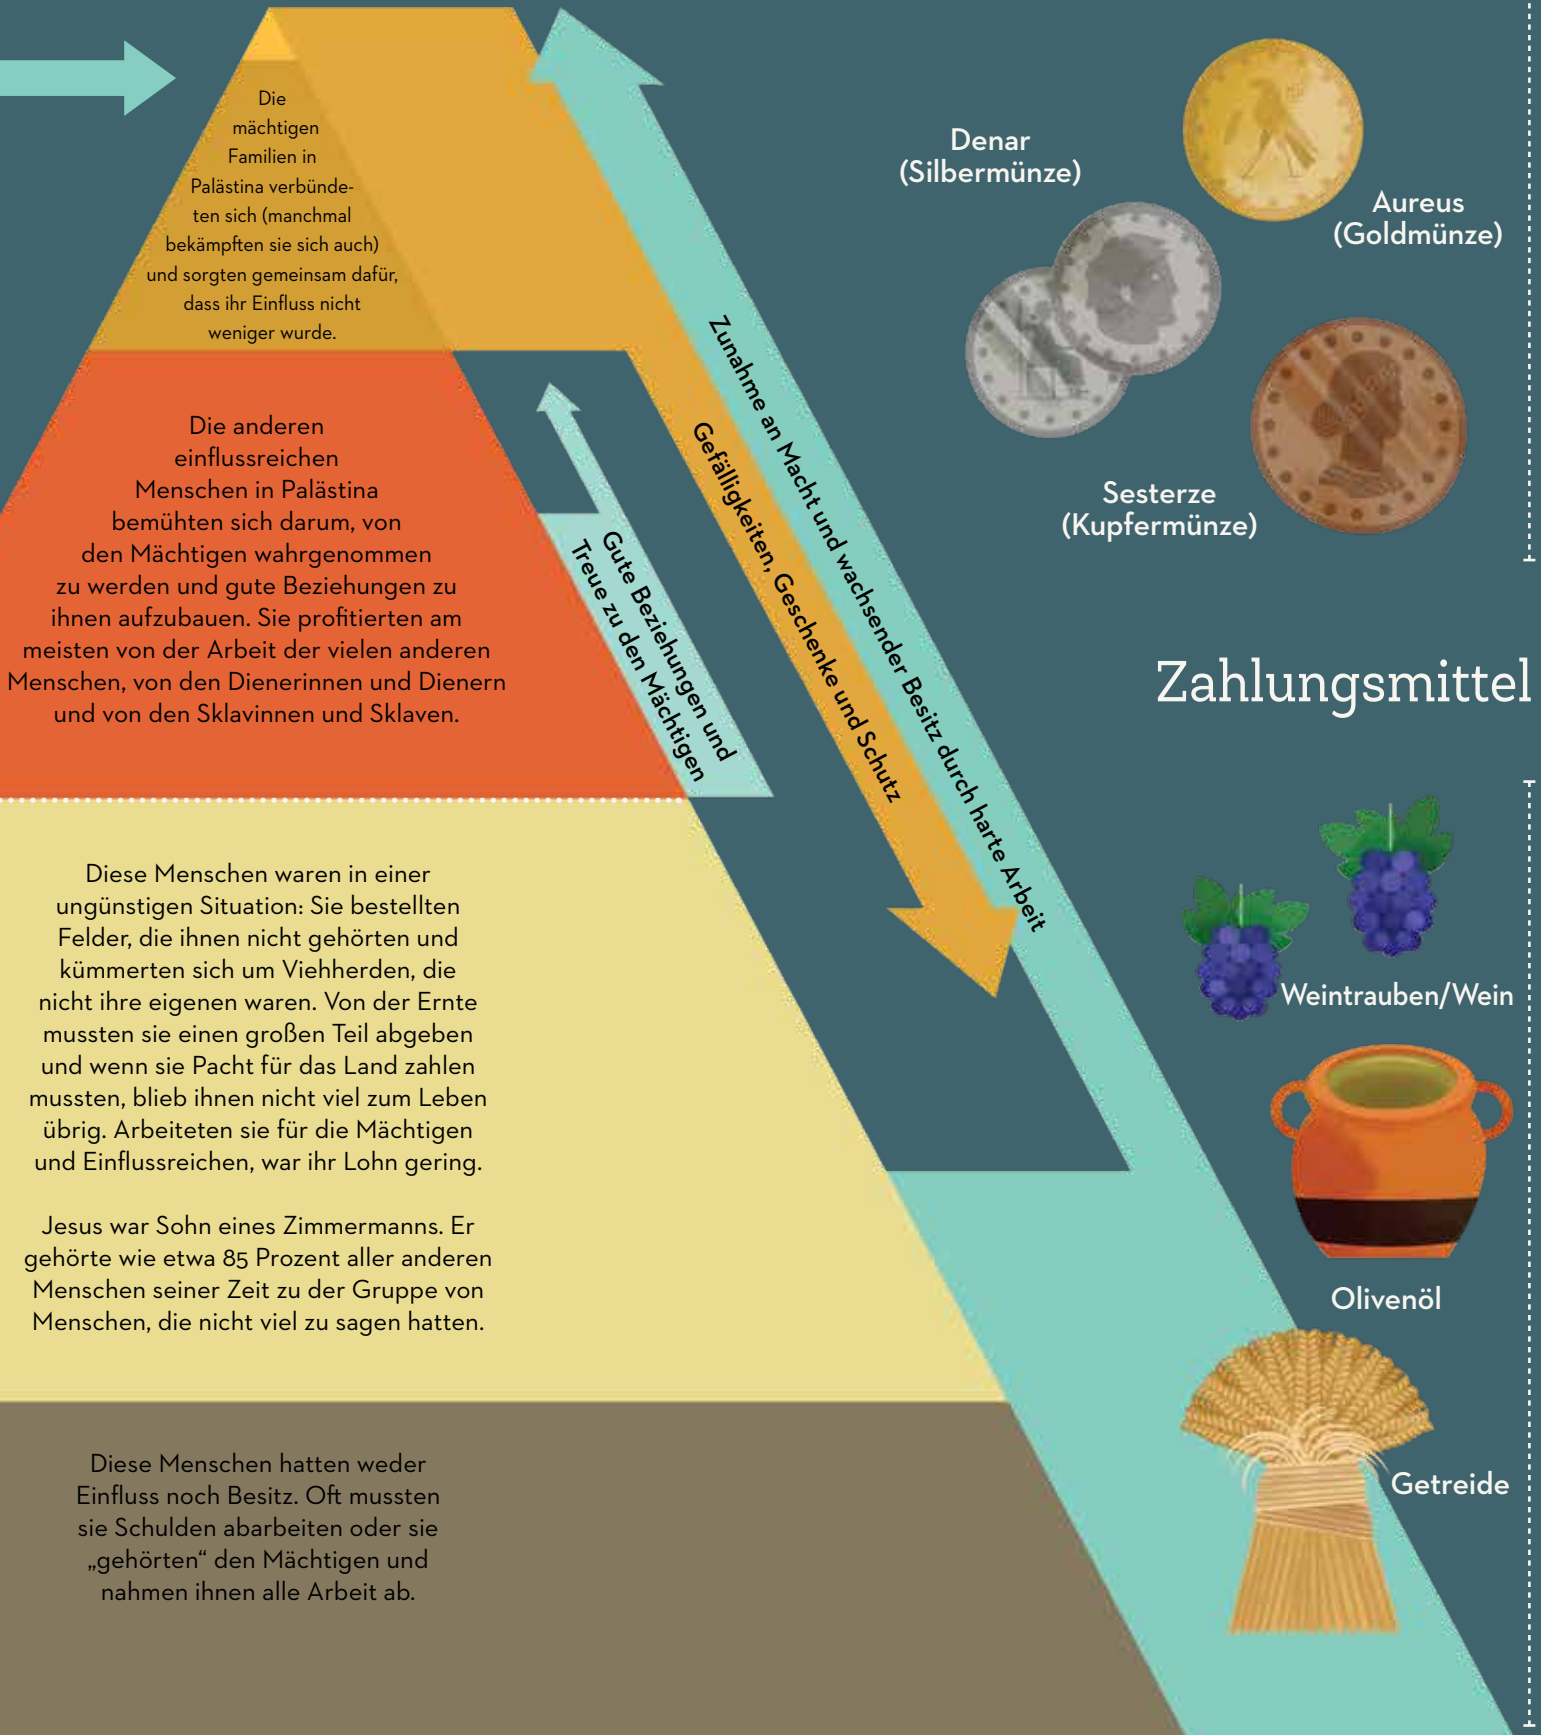 Die
mächtigen
Familien in
Palästina verbünde-
ten sich (manchmal
bekämpften sie sich auch)
und sorgten gemeinsam dafür,
dass ihr Einfluss nicht
weniger wurde.
Die anderen
einflussreichen
Menschen in Palästina
bemühten sich darum, von
den Mächtigen wahrgenommen
zu werden und gute Beziehungen zu
ihnen aufzubauen. Sie profitierten am
meisten von der Arbeit der vielen anderen
Menschen, von den Dienerinnen und Dienern
und von den Sklavinnen und Sklaven.
Diese Menschen waren in einer
ungünstigen Situation: Sie bestellten
Felder, die ihnen nicht gehörten und
kümmerten sich um Viehherden, die
nicht ihre eigenen waren. Von der Ernte
mussten sie einen großen Teil abgeben
und wenn sie Pacht für das Land zahlen
mussten, blieb ihnen nicht viel zum Leben
übrig. Arbeiteten sie für die Mächtigen
und Einflussreichen, war ihr Lohn gering.
Jesus war Sohn eines Zimmermanns. Er
gehörte wie etwa 85 Prozent aller anderen
Menschen seiner Zeit zu der Gruppe von
Menschen, die nicht viel zu sagen hatten.
Diese Menschen hatten weder
Einfluss noch Besitz. Oft mussten
sie Schulden abarbeiten oder sie
„gehörten“ den Mächtigen und
nahmen ihnen alle Arbeit ab.
Gute Beziehungen und
Treue zu den Mächtigen
Gefälligkeiten, Geschenke und Schutz
Zunahme an Macht und wachsender Besitz durch harte Arbeit
Denar
(Silbermünze)
Aureus
(Goldmünze)
Sesterze
(Kupfermünze)
Zahlungsmittel
Weintrauben/Wein
Olivenöl
Getreide